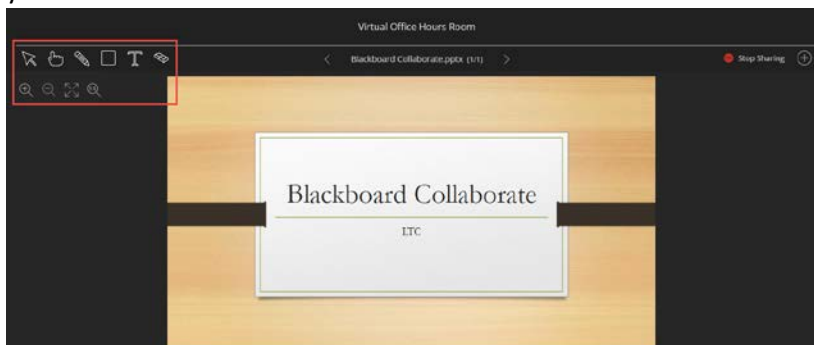 Virtual Office Hours Room
T
Blackboard Collaborate.pptx (1/1)
Stop Sharing
Blackboard Collaborate
LTC